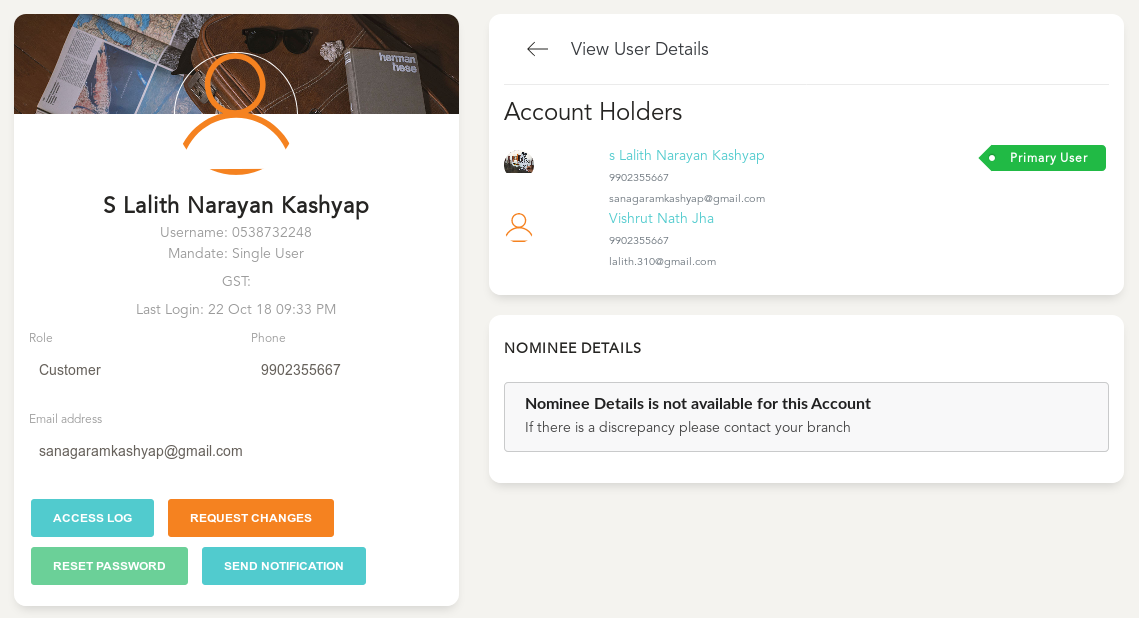 herman
hesse
S Lalith Narayan Kashyap
Username: 0538732248
Mandate: Single User
GST:
Last Login: 22 Oct 18 09:33 PM
Role
Phone
Customer
9902355667
Email address
sanagaramkashyap@gmail.com
ACCESS LOG
REQUEST CHANGES
RESET PASSWORD
SEND NOTIFICATION
View User Details
Account Holders
s Lalith Narayan Kashyap
Primary User
9902355667
sanagaramkashyap@gmail.com
Vishrut Nath Jha
9902355667
lalith.310@gmail.com
NOMINEE DETAILS
Nominee Details is not available for this Account
If there is a discrepancy please contact your branch